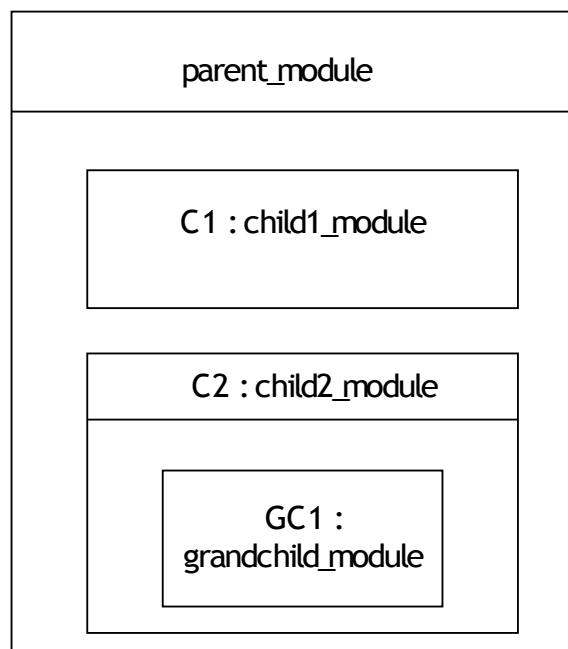 parent_module
C1 : child1_module
C2 : child2_module
GC1 :
grandchild_module